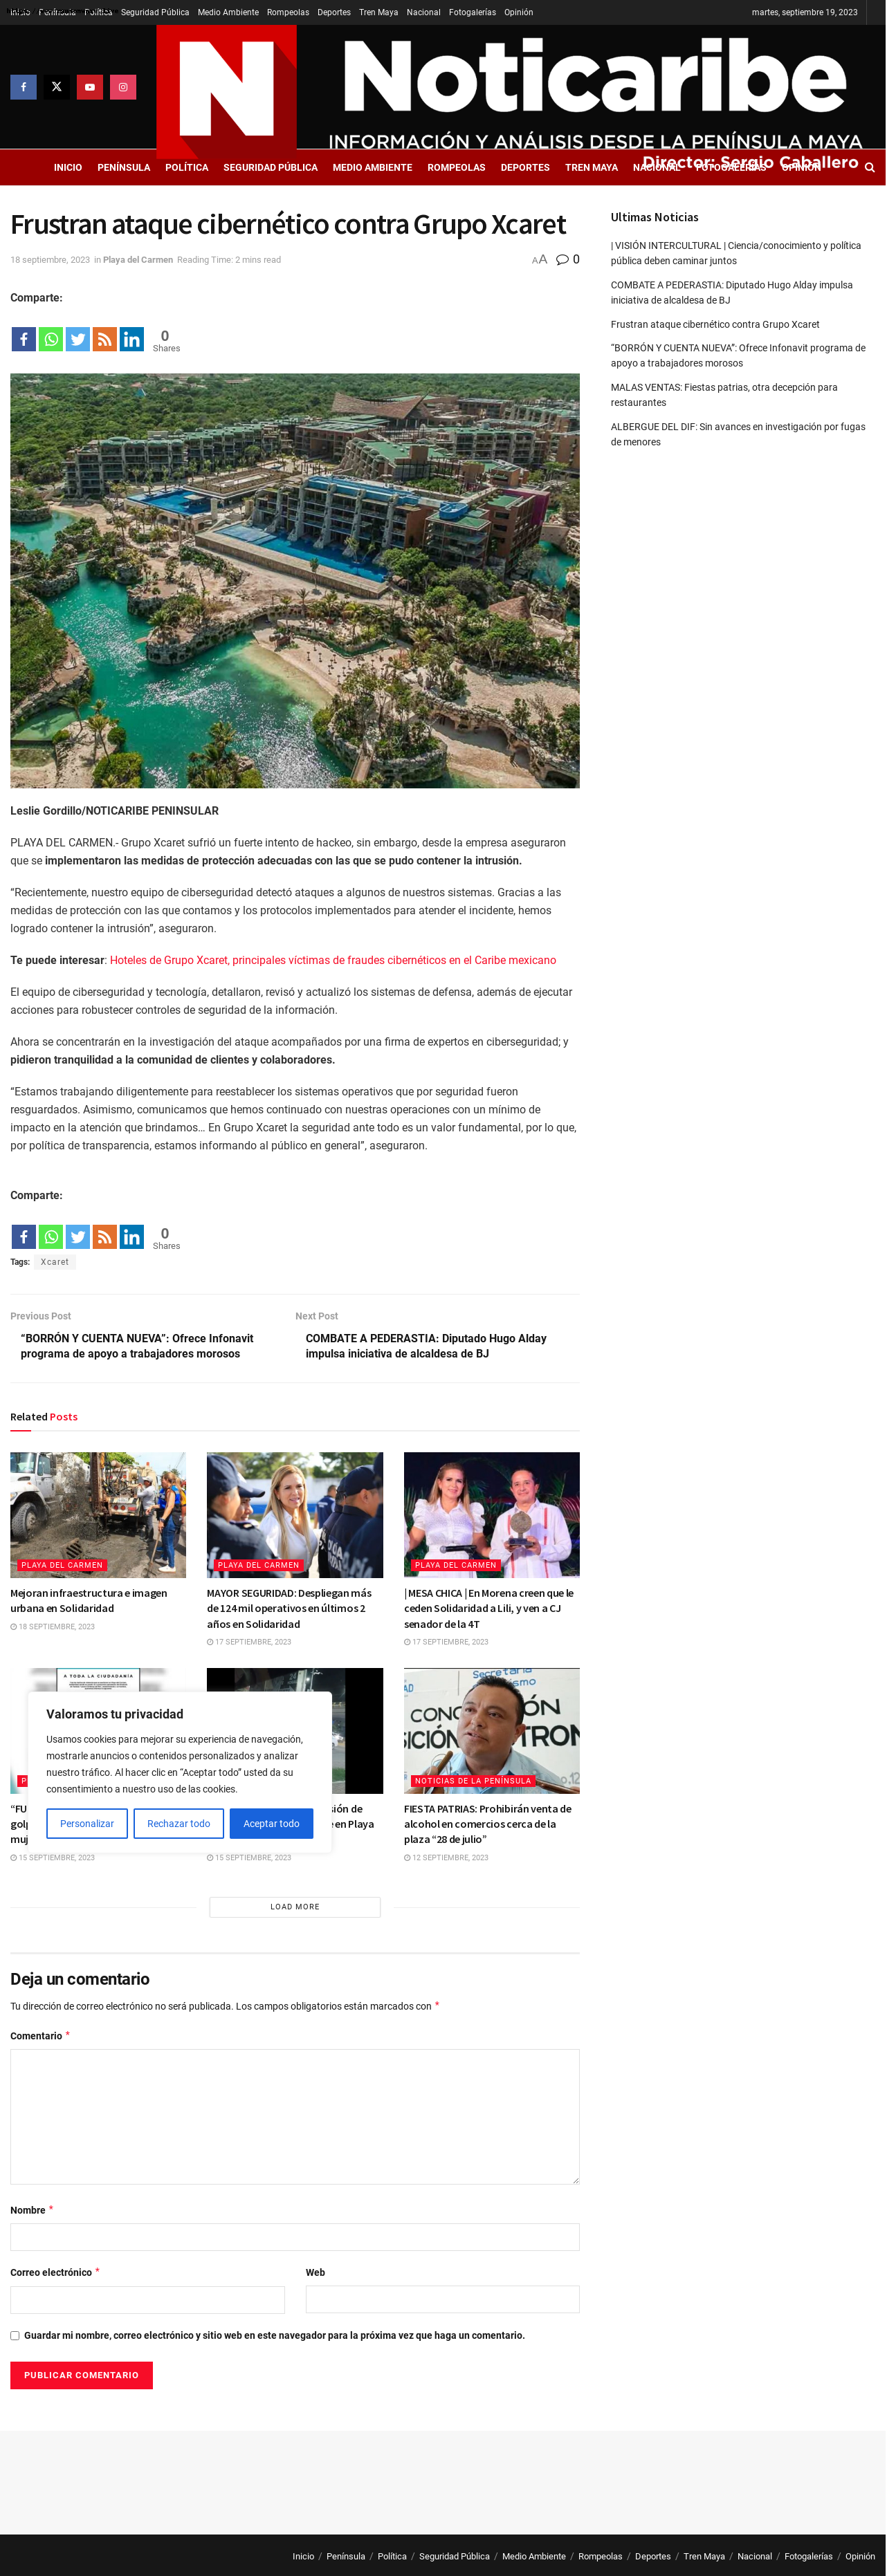 Inicio Península Política Seguridad Pública Medio Ambiente Rompeolas Deportes Tren Maya Nacional Fotogalerías Opinión
martes, septiembre 19, 2023
N
Noticaribe
INFORMACIÓN Y ANÁLISIS DESDE LA PENÍNSULA MAYA
Director: Sergio Caballero
INICIO PENÍNSULA POLÍTICA SEGURIDAD PÚBLICA MEDIO AMBIENTE ROMPEOLAS DEPORTES TREN MAYA NACIONAL FOTOGALERÍAS OPINIÓN
Frustran ataque cibernético contra Grupo Xcaret
18 septiembre, 2023 in Playa del Carmen Reading Time: 2 mins read
AA 0
Comparte:
0
Shares
Leslie Gordillo/NOTICARIBE PENINSULAR
PLAYA DEL CARMEN.- Grupo Xcaret sufrió un fuerte intento de hackeo, sin embargo, desde la empresa aseguraron
que se implementaron las medidas de protección adecuadas con las que se pudo contener la intrusión.
“Recientemente, nuestro equipo de ciberseguridad detectó ataques a algunos de nuestros sistemas. Gracias a las
medidas de protección con las que contamos y los protocolos implementados para atender el incidente, hemos
logrado contener la intrusión”, aseguraron.
Te puede interesar: Hoteles de Grupo Xcaret, principales víctimas de fraudes cibernéticos en el Caribe mexicano
El equipo de ciberseguridad y tecnología, detallaron, revisó y actualizó los sistemas de defensa, además de ejecutar
acciones para robustecer controles de seguridad de la información.
Ahora se concentrarán en la investigación del ataque acompañados por una firma de expertos en ciberseguridad; y
pidieron tranquilidad a la comunidad de clientes y colaboradores.
“Estamos trabajando diligentemente para reestablecer los sistemas operativos que por seguridad fueron
resguardados. Asimismo, comunicamos que hemos continuado con nuestras operaciones con un mínimo de
impacto en la atención que brindamos… En Grupo Xcaret la seguridad ante todo es un valor fundamental, por lo que,
por política de transparencia, estamos informando al público en general”, aseguraron.
Comparte:
0
Shares
Tags: Xcaret
Previous Post
“BORRÓN Y CUENTA NUEVA”: Ofrece Infonavit
programa de apoyo a trabajadores morosos
Next Post
COMBATE A PEDERASTIA: Diputado Hugo Alday
impulsa iniciativa de alcaldesa de BJ
Related Posts
PLAYA DEL CARMEN
Mejoran infraestructura e imagen
urbana en Solidaridad
18 SEPTIEMBRE, 2023
PLAYA DEL CARMEN
MAYOR SEGURIDAD: Despliegan más
de 124 mil operativos en últimos 2
años en Solidaridad
17 SEPTIEMBRE, 2023
PLAYA DEL CARMEN
| MESA CHICA | En Morena creen que le
ceden Solidaridad a Lili, y ven a CJ
senador de la 4T
17 SEPTIEMBRE, 2023
A TODA LA CIUDADANÍA
P
“FU
golp
muj
15 SEPTIEMBRE, 2023
sión de
e en Playa
15 SEPTIEMBRE, 2023
NOTICIAS DE LA PENÍNSULA
FIESTA PATRIAS: Prohibirán venta de
alcohol en comercios cerca de la
plaza “28 de julio”
12 SEPTIEMBRE, 2023
Valoramos tu privacidad
Usamos cookies para mejorar su experiencia de navegación,
mostrarle anuncios o contenidos personalizados y analizar
nuestro tráfico. Al hacer clic en “Aceptar todo” usted da su
consentimiento a nuestro uso de las cookies.
Personalizar Rechazar todo Aceptar todo
LOAD MORE
Deja un comentario
Tu dirección de correo electrónico no será publicada. Los campos obligatorios están marcados con *
Comentario *
Nombre *
Correo electrónico *
Web
Guardar mi nombre, correo electrónico y sitio web en este navegador para la próxima vez que haga un comentario.
PUBLICAR COMENTARIO
Ultimas Noticias
| VISIÓN INTERCULTURAL | Ciencia/conocimiento y política
pública deben caminar juntos
COMBATE A PEDERASTIA: Diputado Hugo Alday impulsa
iniciativa de alcaldesa de BJ
Frustran ataque cibernético contra Grupo Xcaret
“BORRÓN Y CUENTA NUEVA”: Ofrece Infonavit programa de
apoyo a trabajadores morosos
MALAS VENTAS: Fiestas patrias, otra decepción para
restaurantes
ALBERGUE DEL DIF: Sin avances en investigación por fugas
de menores
Inicio / Península / Política / Seguridad Pública / Medio Ambiente / Rompeolas / Deportes / Tren Maya / Nacional / Fotogalerías / Opinión